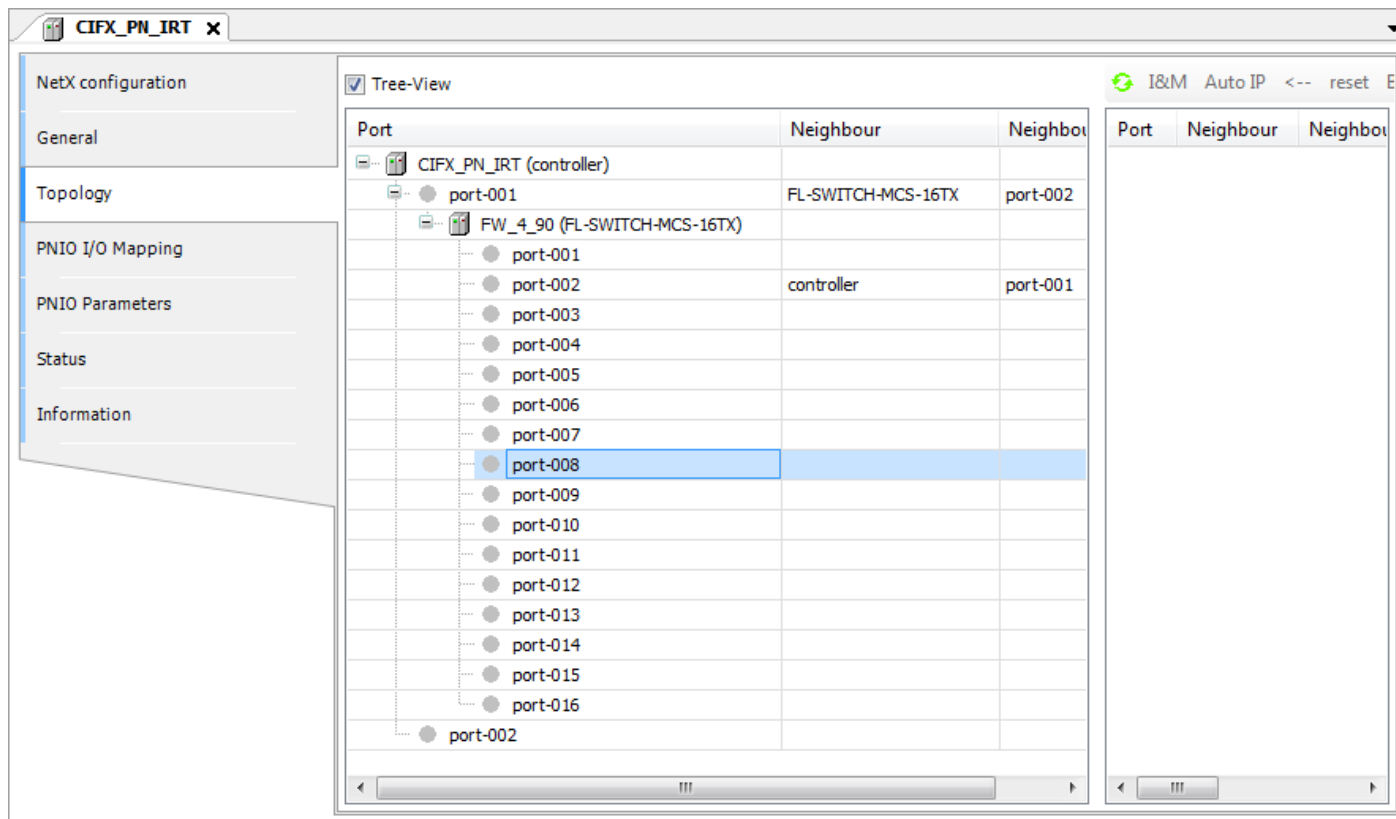 CIFX_PN_IRT x
NetX configuration
General
Topology
PNIO I/O Mapping
PNIO Parameters
Status
Information
Tree-View
I&M Auto IP <-- reset E
Port Neighbour Neighbou
CIFX_PN_IRT (controller)
port-001 FL-SWITCH-MCS-16TX port-002
FW_4_90 (FL-SWITCH-MCS-16TX)
port-001
port-002 controller port-001
port-003
port-004
port-005
port-006
port-007
port-008
port-009
port-010
port-011
port-012
port-013
port-014
port-015
port-016
port-002
Port Neighbour Neighbou